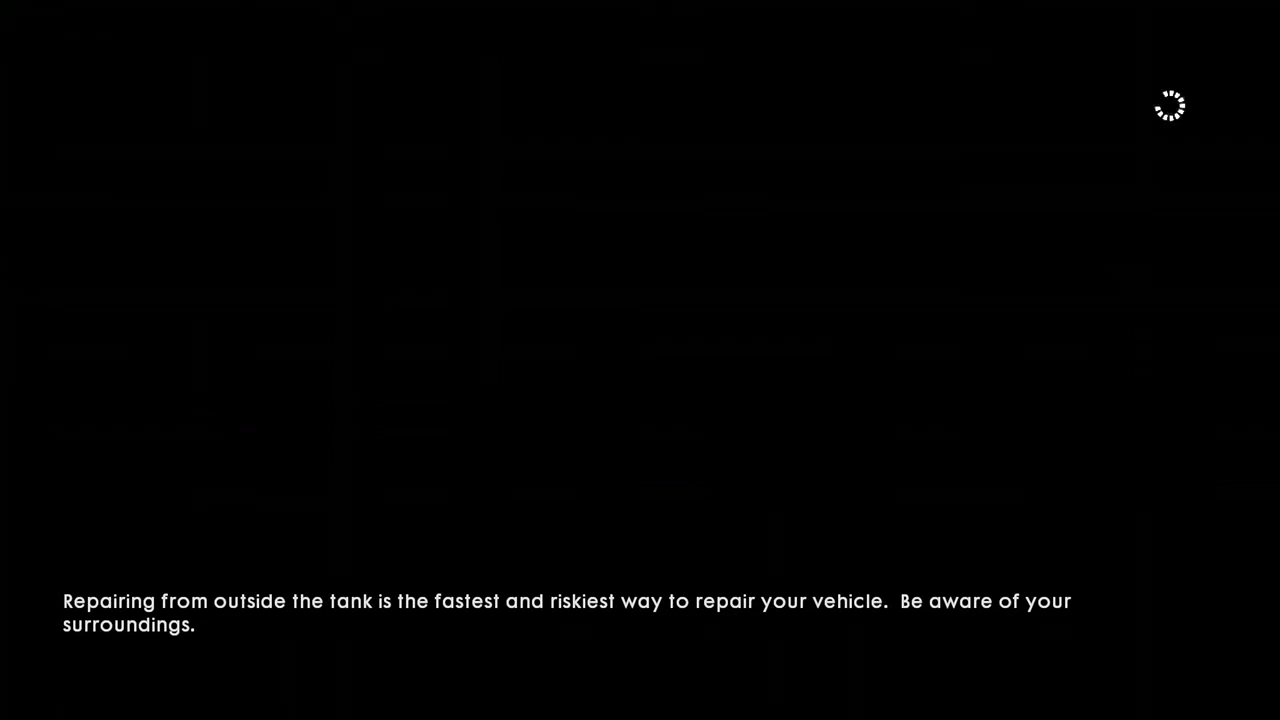 Repairing from outside the tank is the fastest and riskiest way to repair your vehicle.  Be aware of your
surroundings.